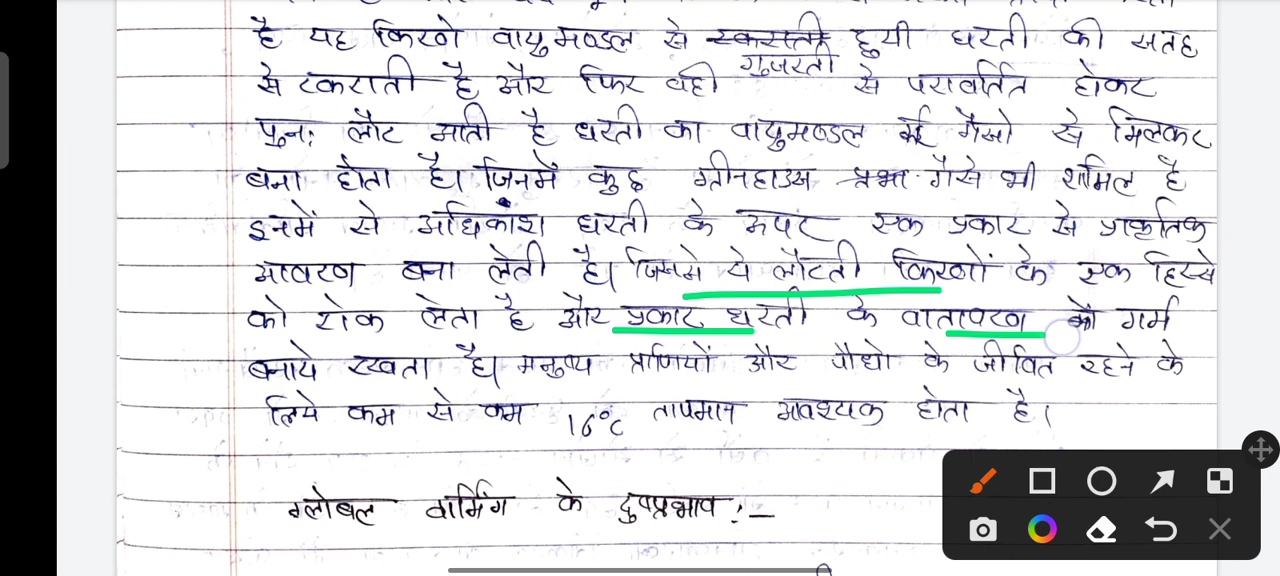 है यह किरणे वायुमण्डल से टकराती हुयी धरती की सतह
गुजरती
से टकराती है और फिर वही से परावर्तित होकर
पुनः लौट आती है धरती का वायुमण्डल कई गैसो से मिलकर
बना होता है। जिनमें कुछ ग्रीनहाउस प्रभा गैसे भी शामिल है
इनमें से अधिकांश धरती के ऊपर एक प्रकार से प्राकृतिक
आवरण बना लेती है। जिससे ये लौटती किरणों के एक हिस्से
को रोक लेता है और प्रकार धरती के वातावरण को गर्म
बनाये रखता है। मनुष्य प्राणियों और पौधो के जीवित रहने के
लिये कम से कम 16°C तापमान आवश्यक होता है।
ग्लोबल वार्मिंग के दुष्प्रभाव :-